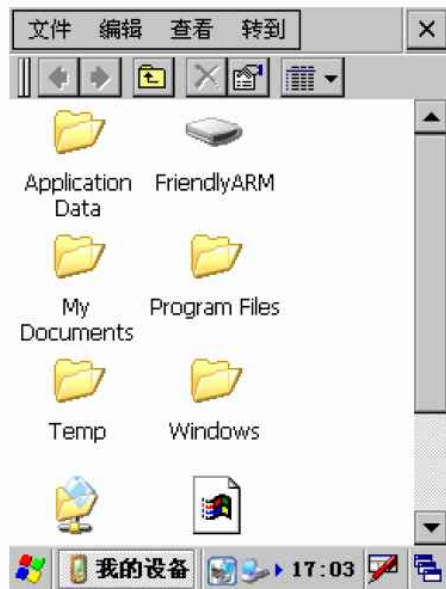 文件 编辑 查看 转到
Application Data
FriendlyARM
My Documents
Program Files
Temp
Windows
我的设备
17:03